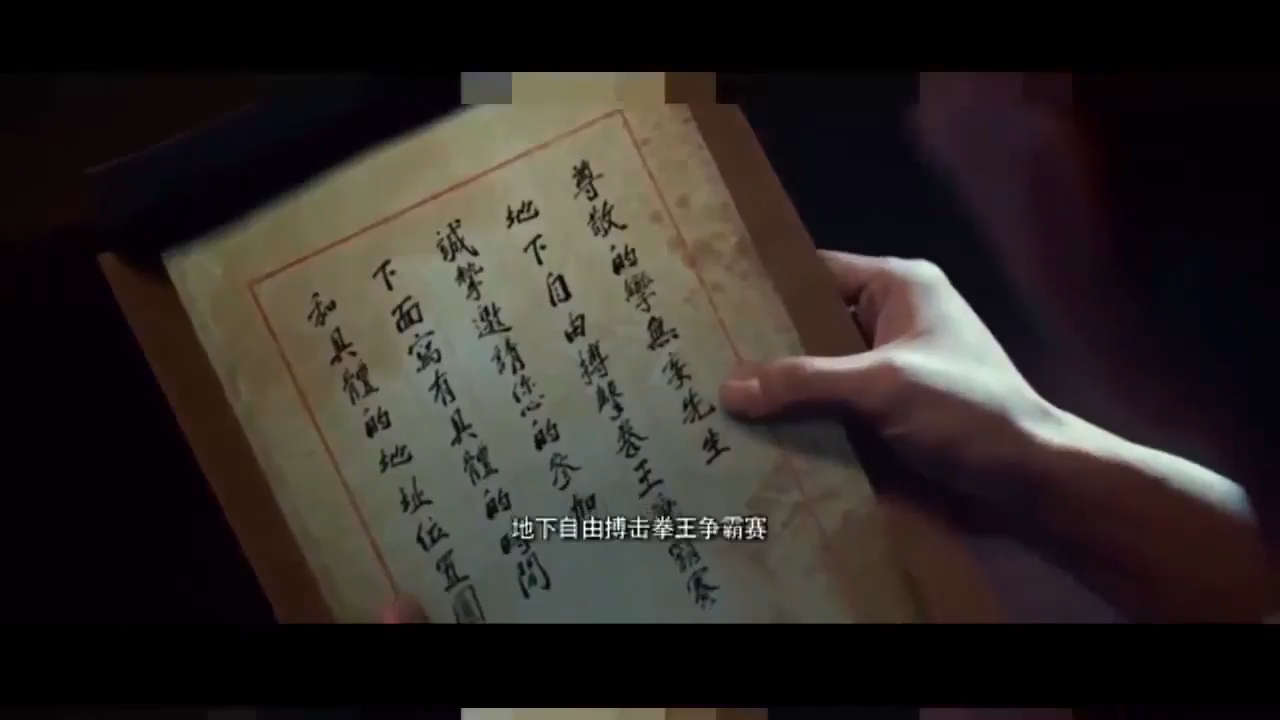 尊敬的學無??先生
地下自由搏擊拳王爭霸賽
誠摯邀請您的參加
下面寫有具體的時間
和具體的地址位置
地下自由搏击拳王争霸赛